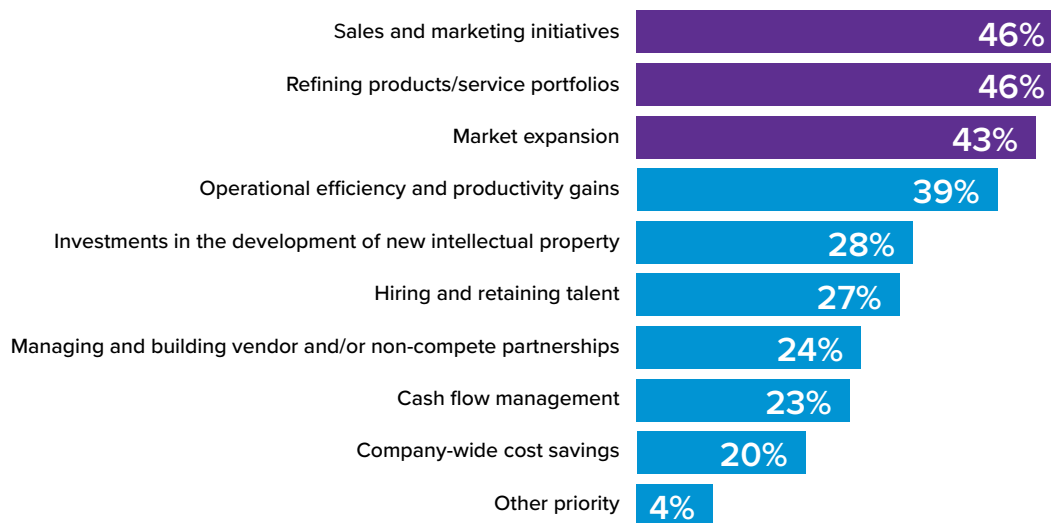 Sales and marketing initiatives 46%
Refining products/service portfolios 46%
Market expansion 43%
Operational efficiency and productivity gains 39%
Investments in the development of new intellectual property 28%
Hiring and retaining talent 27%
Managing and building vendor and/or non-compete partnerships 24%
Cash flow management 23%
Company-wide cost savings 20%
Other priority 4%